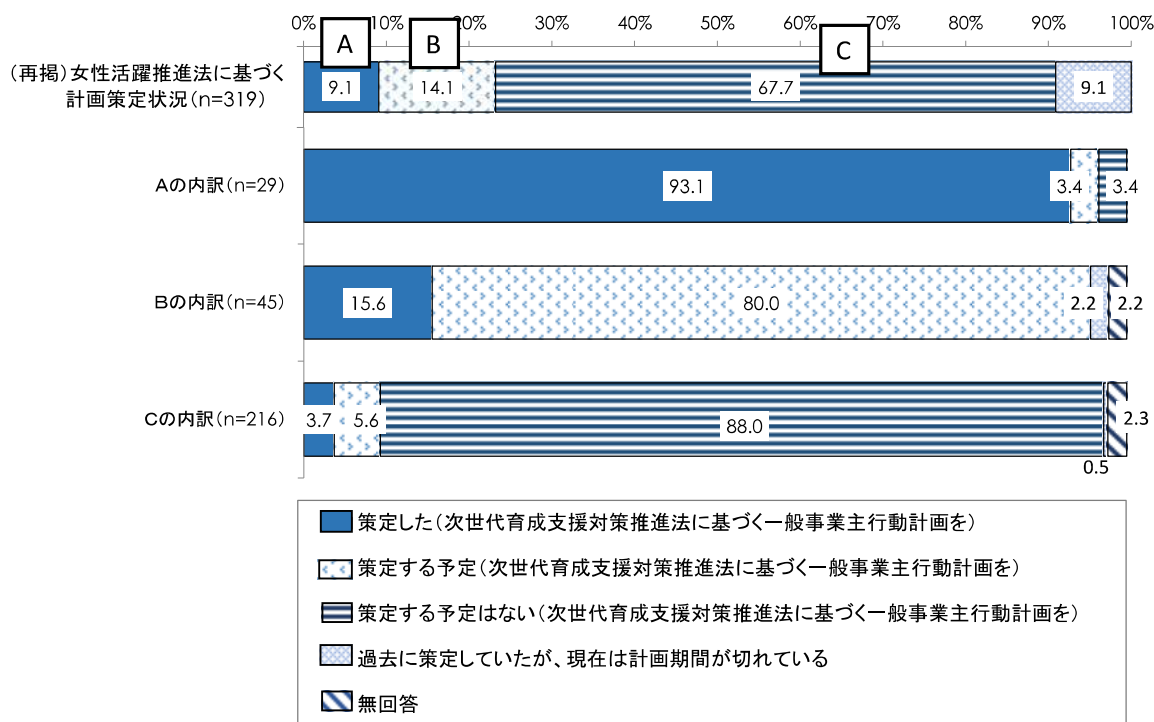 0% 10% 20% 30% 40% 50% 60% 70% 80% 90% 100%
A B C
(再掲)女性活躍推進法に基づく
計画策定状況(n=319)
9.1 14.1 67.7 9.1
Aの内訳(n=29) 93.1 3.4 3.4
Bの内訳(n=45) 15.6 80.0 2.2 2.2
Cの内訳(n=216) 3.7 5.6 88.0 2.3
0.5
策定した(次世代育成支援対策推進法に基づく一般事業主行動計画を)
策定する予定(次世代育成支援対策推進法に基づく一般事業主行動計画を)
策定する予定はない(次世代育成支援対策推進法に基づく一般事業主行動計画を)
過去に策定していたが、現在は計画期間が切れている
無回答